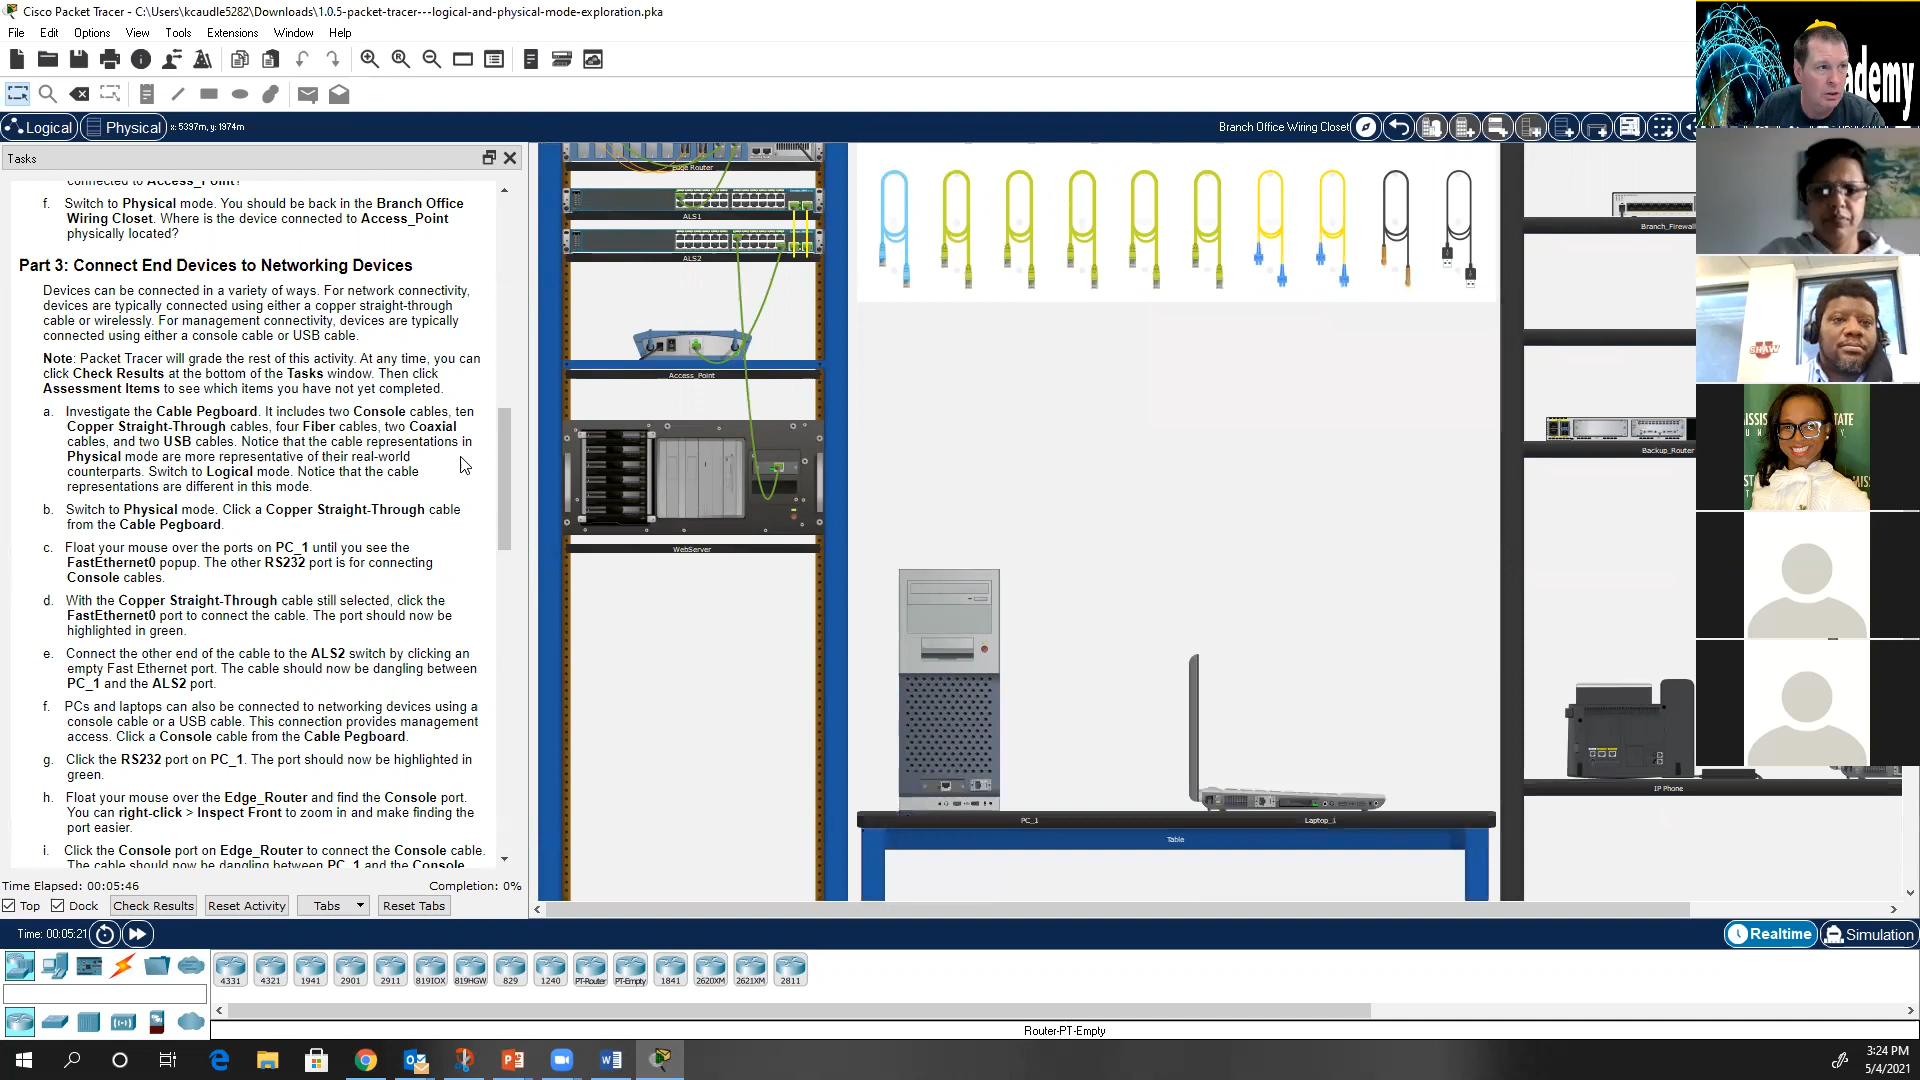 Cisco Packet Tracer - C:\Users\kcaudle5282\Downloads\1.0.5-packet-tracer---logical-and-physical-mode-exploration.pka
File Edit Options View Tools Extensions Window Help
Logical Physical x: 5397m, y: 1974m
Branch Office Wiring Closet
ademy
Tasks
connected to Access_Point?
f. Switch to Physical mode. You should be back in the Branch Office
Wiring Closet. Where is the device connected to Access_Point
physically located?
Part 3: Connect End Devices to Networking Devices
Devices can be connected in a variety of ways. For network connectivity,
devices are typically connected using either a copper straight-through
cable or wirelessly. For management connectivity, devices are typically
connected using either a console cable or USB cable.
Note: Packet Tracer will grade the rest of this activity. At any time, you can
click Check Results at the bottom of the Tasks window. Then click
Assessment Items to see which items you have not yet completed.
a. Investigate the Cable Pegboard. It includes two Console cables, ten
Copper Straight-Through cables, four Fiber cables, two Coaxial
cables, and two USB cables. Notice that the cable representations in
Physical mode are more representative of their real-world
counterparts. Switch to Logical mode. Notice that the cable
representations are different in this mode.
b. Switch to Physical mode. Click a Copper Straight-Through cable
from the Cable Pegboard.
c. Float your mouse over the ports on PC_1 until you see the
FastEthernet0 popup. The other RS232 port is for connecting
Console cables.
d. With the Copper Straight-Through cable still selected, click the
FastEthernet0 port to connect the cable. The port should now be
highlighted in green.
e. Connect the other end of the cable to the ALS2 switch by clicking an
empty Fast Ethernet port. The cable should now be dangling between
PC_1 and the ALS2 port.
f. PCs and laptops can also be connected to networking devices using a
console cable or a USB cable. This connection provides management
access. Click a Console cable from the Cable Pegboard.
g. Click the RS232 port on PC_1. The port should now be highlighted in
green.
h. Float your mouse over the Edge_Router and find the Console port.
You can right-click > Inspect Front to zoom in and make finding the
port easier.
i. Click the Console port on Edge_Router to connect the Console cable.
The cable should now be dangling between PC_1 and the Console
Time Elapsed: 00:05:46 Completion: 0%
Top Dock Check Results Reset Activity Tabs Reset Tabs
Edge Router
ALS1
ALS2
Access_Point
WebServer
PC_1
Laptop_1
Table
Branch_Firewall
Backup_Router
IP Phone
SHAW
Time: 00:05:21
Realtime Simulation
4331 4321 1941 2901 2911 819IOX 819HGW 829 1240 PT-Router PT-Empty 1841 2620XM 2621XM 2811
Router-PT-Empty
3:24 PM
5/4/2021